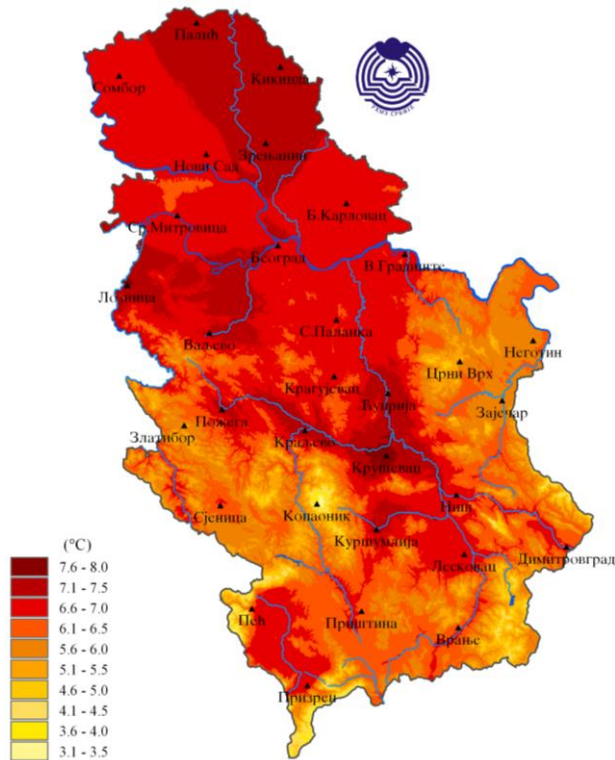 Палић
Кикинда
Сомбор
Зрењанин
Нови Сад
Б.Карловац
Ср.Митровица
Београд
В.Градиште
Лозница
С.Паланка
Ваљево
Неготин
Црни Врх
Крагујевац
Ћуприја
Зајечар
Пожега
Златибор
Краљево
Крушевац
Ниш
Сјеница
Копаоник
Куршумлија
Димитровград
Лесковац
(°C)
7.6 - 8.0
7.1 - 7.5
6.6 - 7.0
6.1 - 6.5
5.6 - 6.0
5.1 - 5.5
4.6 - 5.0
4.1 - 4.5
3.6 - 4.0
3.1 - 3.5
Пећ
Приштина
Врање
Призрен